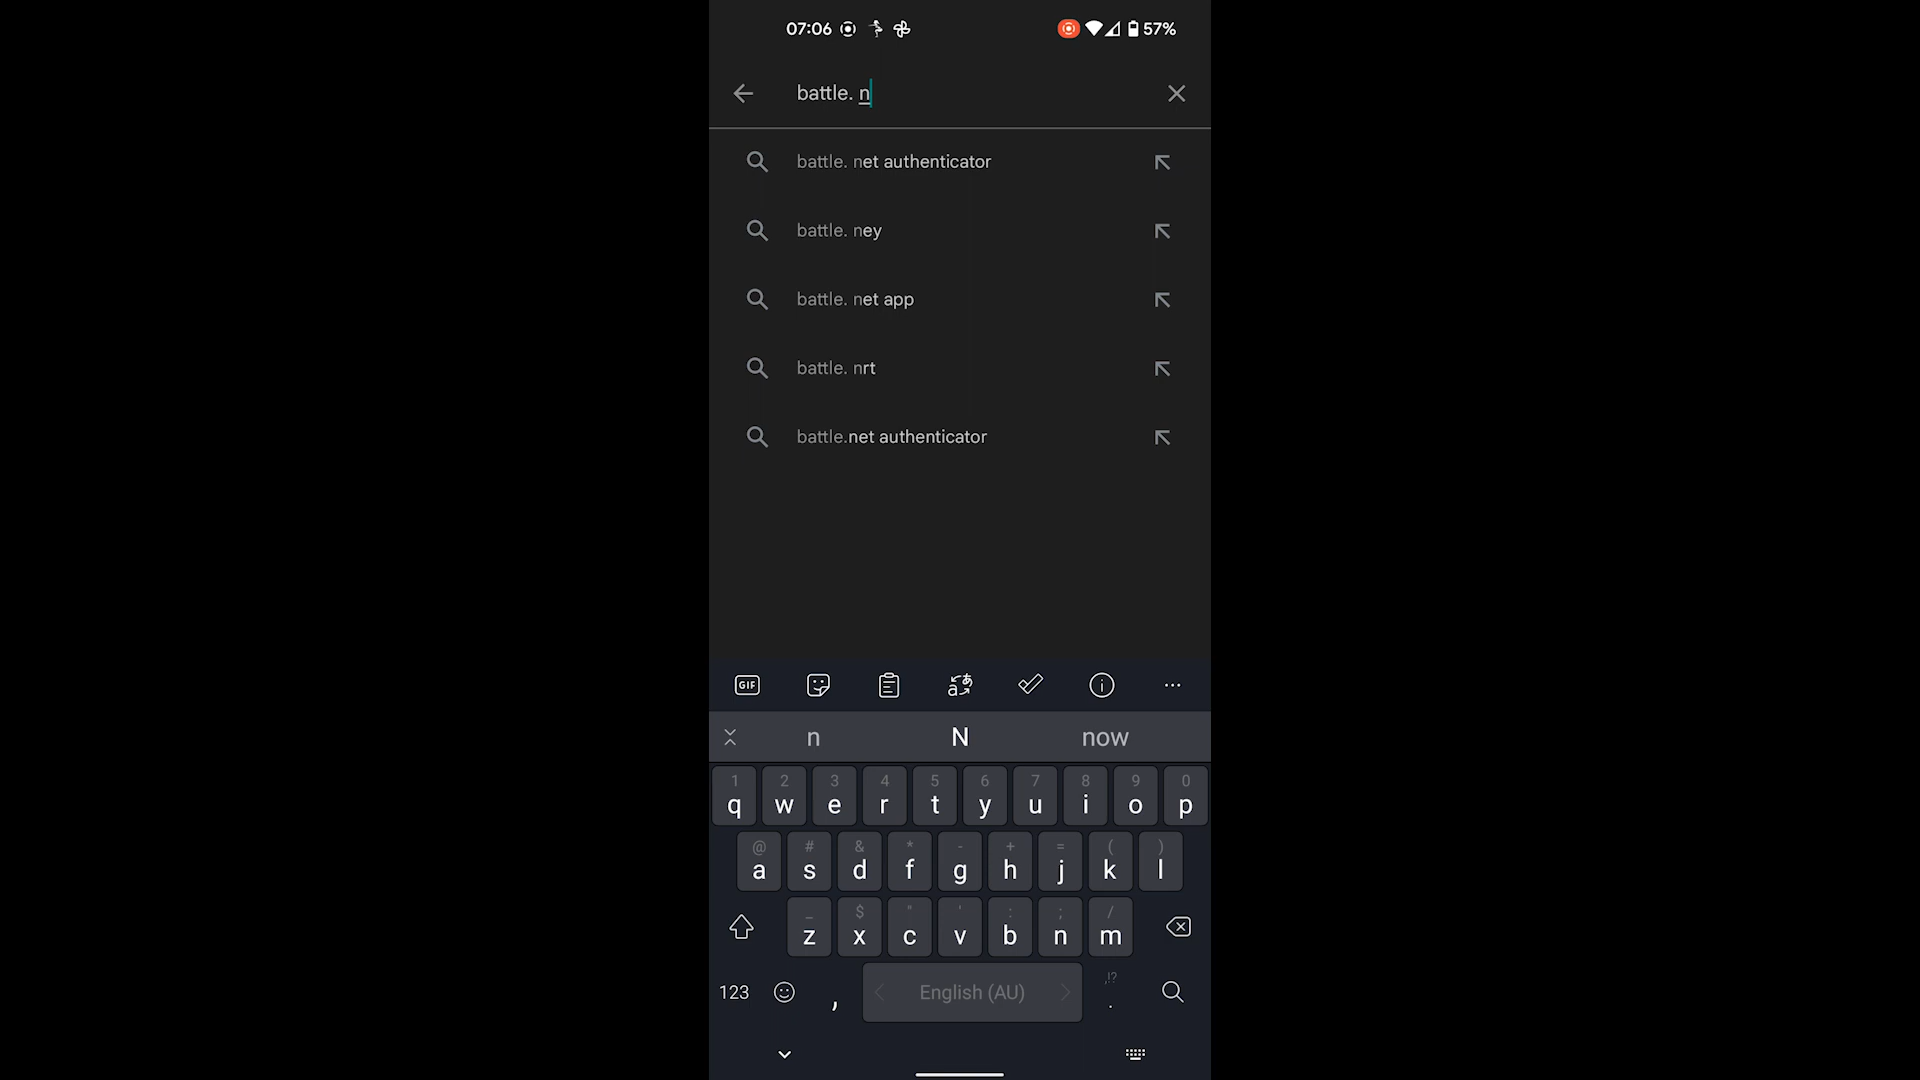 07:06 57%
battle. n
battle. net authenticator
battle. ney
battle. net app
battle. nrt
battle.net authenticator
GIF
n N now
1 2 3 4 5 6 7 8 9 0
q w e r t y u i o p
@ # & * - + = ( )
a s d f g h j k l
_ $ " ' : ; /
z x c v b n m
,!?
123 , English (AU) .